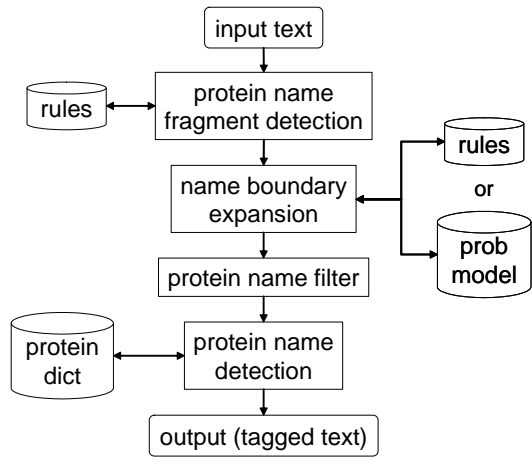 input text
rules
protein name
fragment detection
name boundary
expansion
rules
or
prob
model
protein name filter
protein
dict
protein name
detection
output (tagged text)